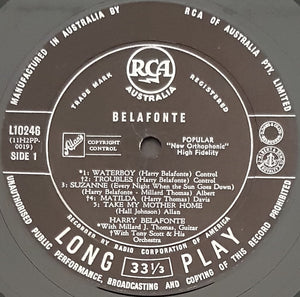 MANUFACTURED IN AUSTRALIA BY RCA OF AUSTRALIA PTY. LIMITED
TRADE MARK
RCA
REGISTERED
AUSTRALIA
BELAFONTE
L10246
(11H2PP-
0019)
SIDE 1
COPYRIGHT
CONTROL
POPULAR
"New Orthophonic"
High Fidelity
*1: WATERBOY (Harry Belafonte) Control
†2: TROUBLES (Harry Belafonte) Control
3: SUZANNE (Every Night When the Sun Goes Down)
(Harry Belafonte - Millard Thomas) Albert
†4: MATILDA (Harry Thomas) Davis
5: TAKE MY MOTHER HOME
(Hall Johnson) Allan
HARRY BELAFONTE
*With Millard J. Thomas, Guitar
†With Tony Scott & His
Orchestra
RECORDED BY RADIO CORPORATION OF AMERICA
LONG 33⅓ PLAY
UNAUTHORISED PUBLIC PERFORMANCE, BROADCASTING AND COPYING OF THIS RECORD PROHIBITED